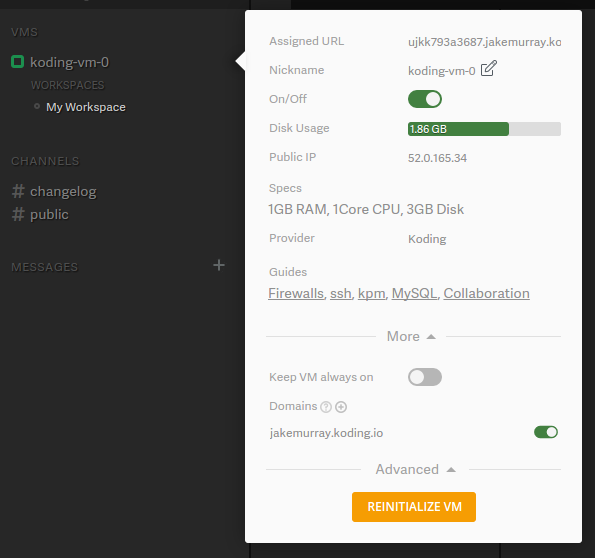 VMS
koding-vm-0
WORKSPACES
My Workspace
CHANNELS
# changelog
# public
MESSAGES +
Assigned URL ujkk793a3687.jakemurray.ko
Nickname koding-vm-0
On/Off
Disk Usage 1.86 GB
Public IP 52.0.165.34
Specs
1GB RAM, 1Core CPU, 3GB Disk
Provider Koding
Guides
Firewalls, ssh, kpm, MySQL, Collaboration
More
Keep VM always on
Domains ? +
jakemurray.koding.io
Advanced
REINITIALIZE VM